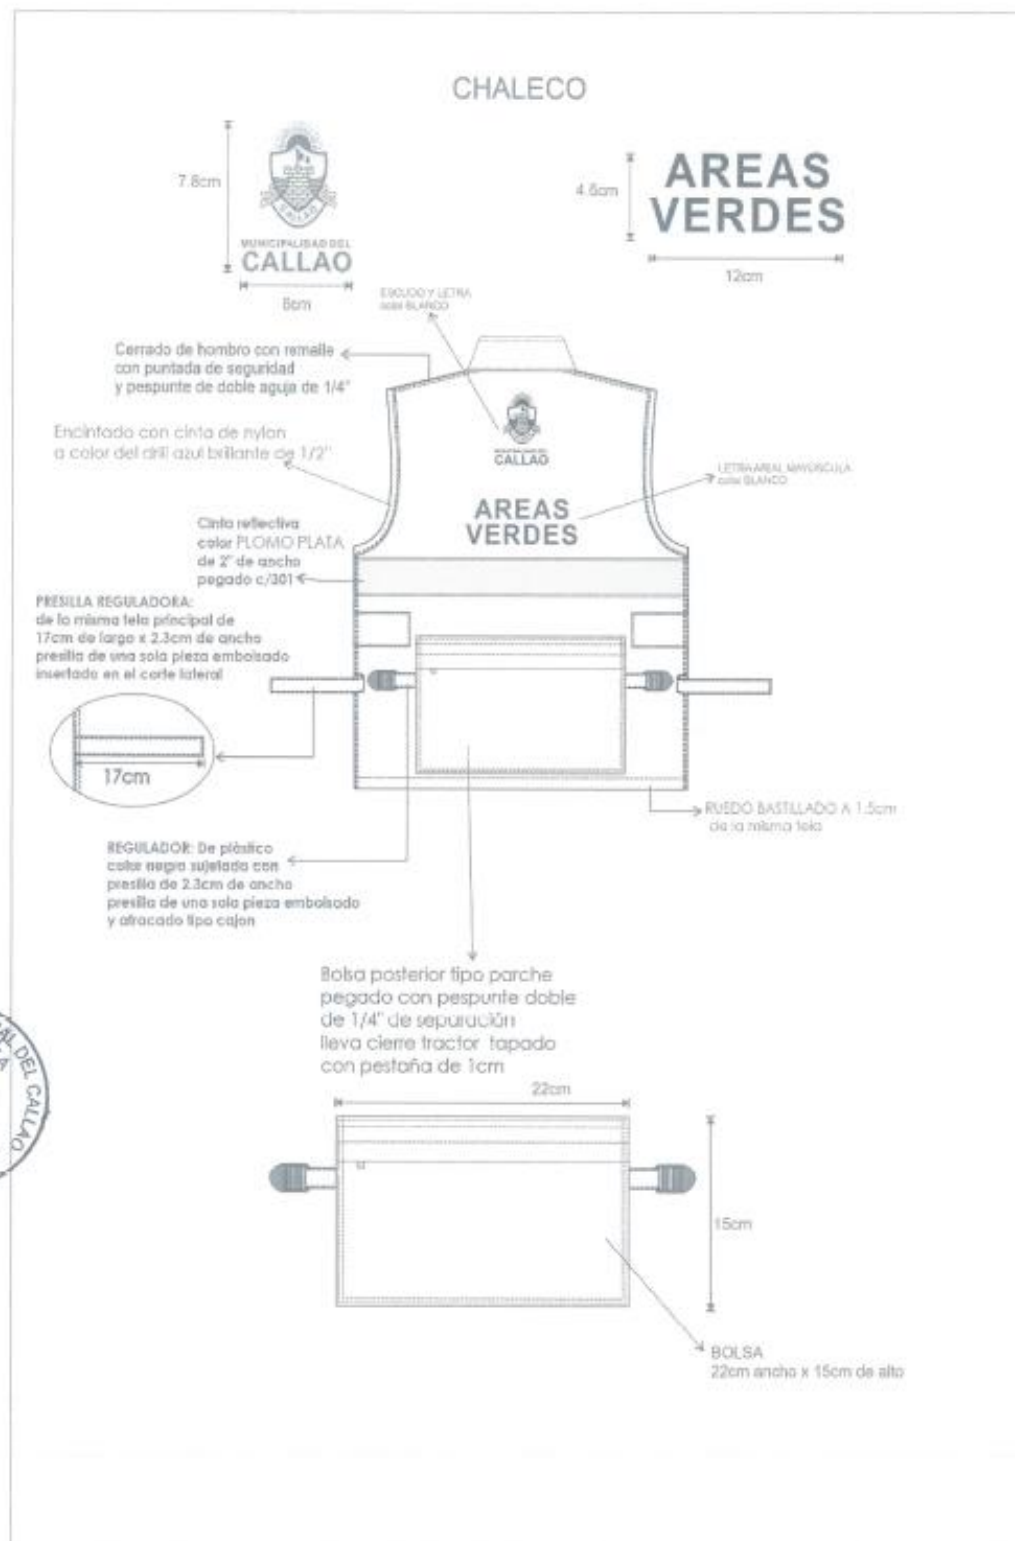 CHALECO
7.8cm
CALLAO
MUNICIPALIDAD DEL
CALLAO
6cm
AREAS
VERDES
4.5cm
12cm
ESCUDO Y LETRA
color BLANCO
Cerrado de hombro con remalle
con puntada de seguridad
y pespunte de doble aguja de 1/4"
Encintado con cinta de nylon
a color del drill azul brillante de 1/2"
CALLAO
LETRA ARIAL MAYÚSCULA
color BLANCO
AREAS
VERDES
Cinta reflectiva
color PLOMO PLATA
de 2" de ancho
pegado c/301
PRESILLA REGULADORA:
de la misma tela principal de
17cm de largo x 2.3cm de ancho
presilla de una sola pieza embolsado
insertado en el corte lateral
17cm
RUEDO BASTILLADO A 1.5cm
de la misma tela
REGULADOR: De plástico
color negro sujetado con
presilla de 2.3cm de ancho
presilla de una sola pieza embolsado
y atracado tipo cajon
Bolsa posterior tipo parche
pegado con pespunte doble
de 1/4" de separación
lleva cierre tractor tapado
con pestaña de 1cm
22cm
15cm
BOLSA
22cm ancho x 15cm de alto
DEL CALLAO